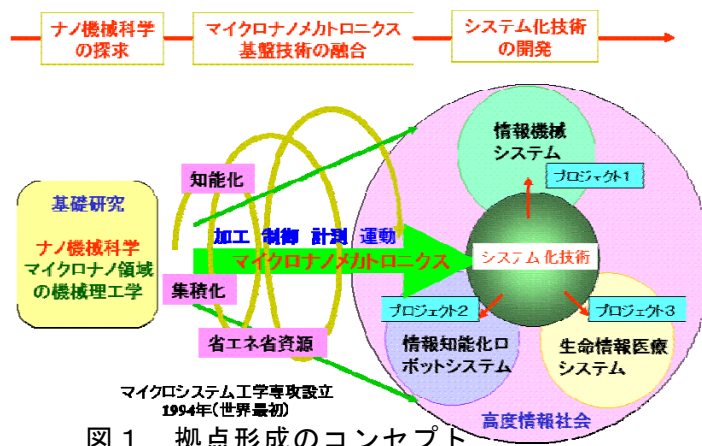 ナノ機械科学
の探求
マイクロナノメカトロニクス
基盤技術の融合
システム化技術
の開発
情報機械
システム
プロジェクト1
知能化
基礎研究
ナノ機械科学
マイクロナノ領域
の機械理工学
加工 制御 計測 運動
マイクロナノメカトロニクス
システム化技術
集積化
プロジェクト2
プロジェクト3
省エネ省資源
情報知能化ロ
ボットシステム
生命情報医療
システム
マイクロシステム工学専攻設立
1994年(世界最初)
高度情報社会
図1 拠点形成のコンセプト